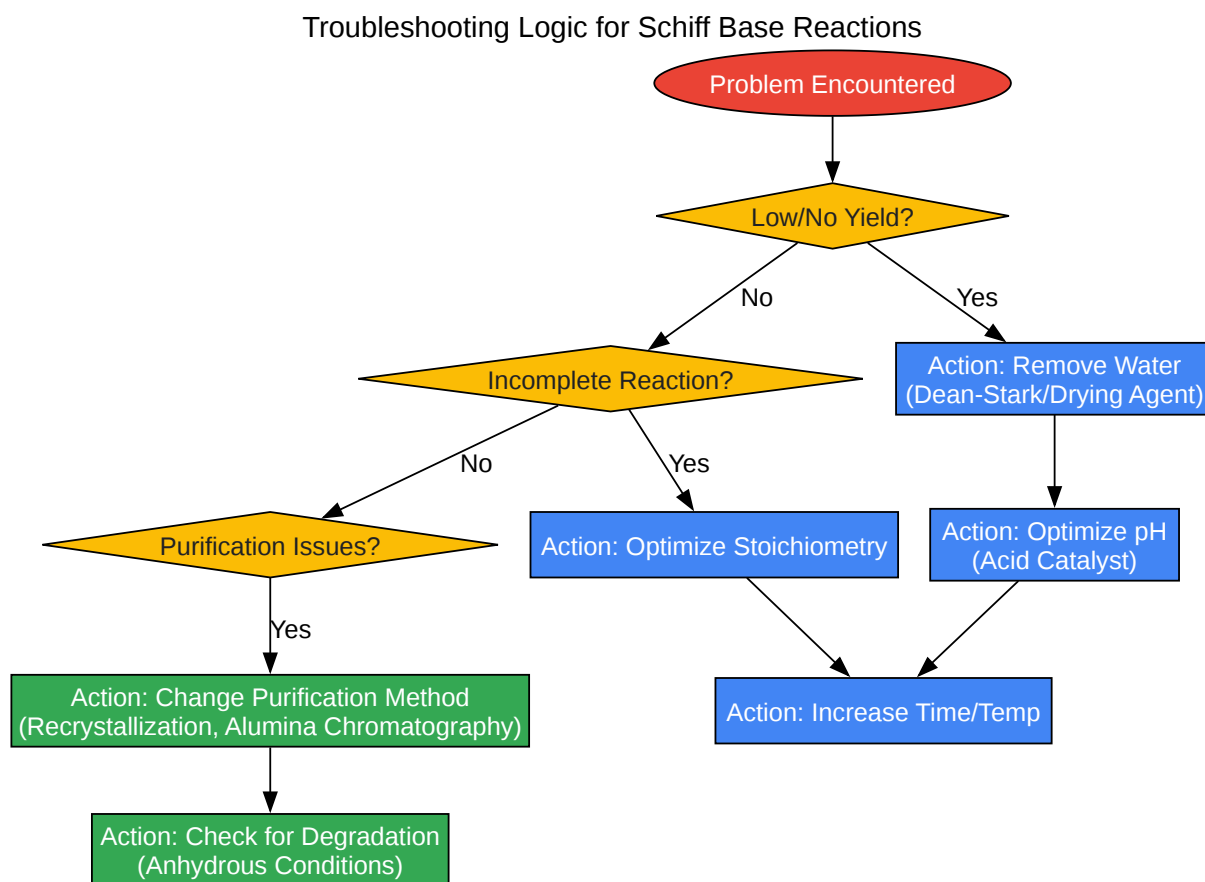 Troubleshooting Logic for Schiff Base Reactions
Problem Encountered
Low/No Yield?
No
Yes
Incomplete Reaction?
Action: Remove Water
(Dean-Stark/Drying Agent)
No
Yes
Purification Issues?
Action: Optimize Stoichiometry
Action: Optimize pH
(Acid Catalyst)
Yes
Action: Change Purification Method
(Recrystallization, Alumina Chromatography)
Action: Increase Time/Temp
Action: Check for Degradation
(Anhydrous Conditions)